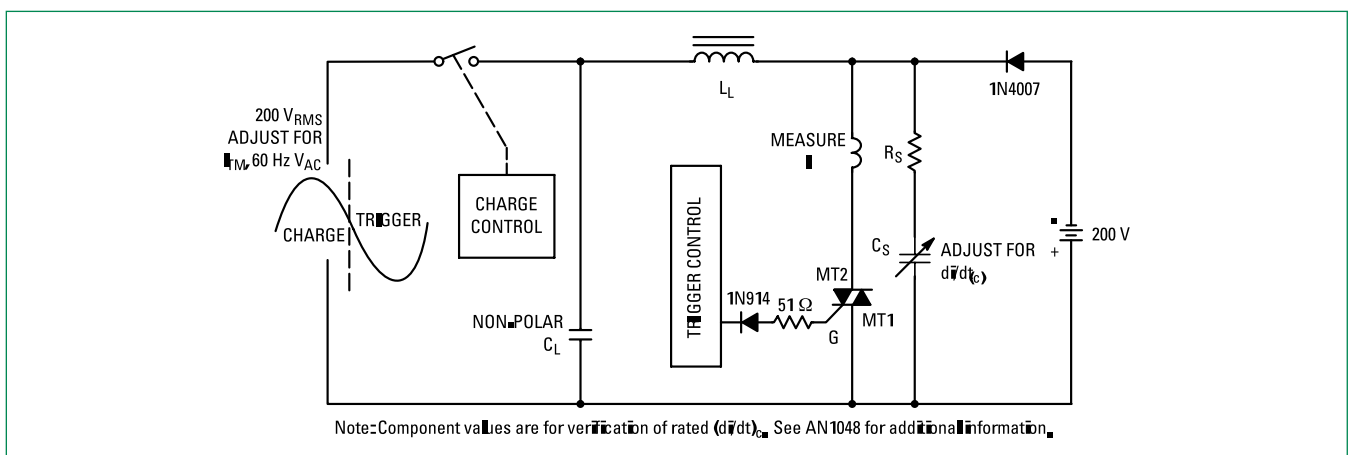 200 VRMS
ADJUST FOR
ITM, 60 Hz VAC
CHARGE
TRIGGER
CHARGE
CONTROL
NON-POLAR
CL
LL
TRIGGER CONTROL
MEASURE
I
RS
1N4007
-
200 V
+
CS
ADJUST FOR
di/dt(c)
MT2
1N914
51 Ω
MT1
G
Note: Component values are for verification of rated (di/dt)c. See AN1048 for additional information.